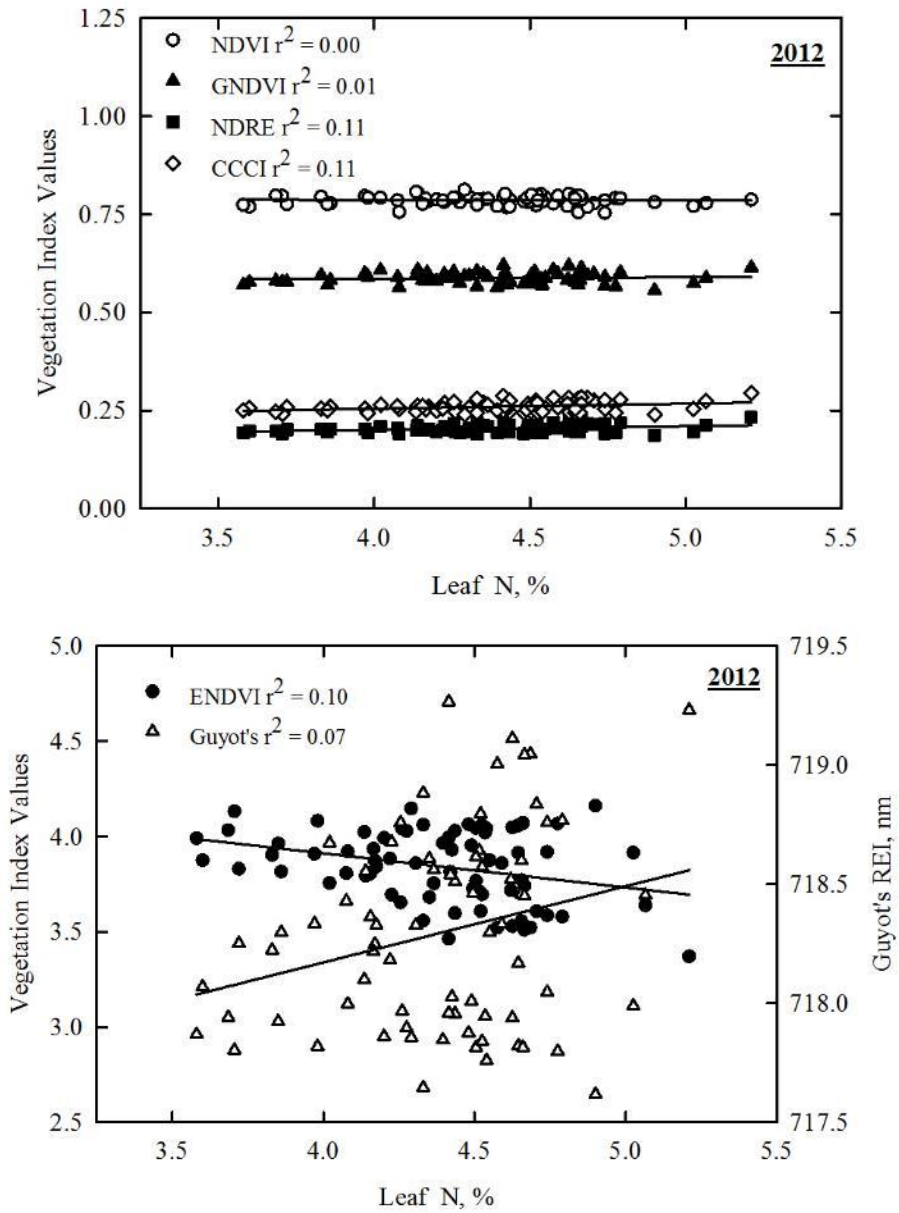 1.25
NDVI r2 = 0.00
2012
GNDVI r2 = 0.01
1.00
NDRE r2 = 0.11
CCCI r2 = 0.11
0.75
Vegetation Index Values
0.50
0.25
0.00
3.5 4.0 4.5 5.0 5.5
Leaf N, %
5.0 719.5
2012
ENDVI r2 = 0.10
Guyot's r2 = 0.07
4.5
719.0
4.0
Vegetation Index Values
718.5
Guyot's REI, nm
3.5
718.0
3.0
2.5 717.5
3.5 4.0 4.5 5.0 5.5
Leaf N, %